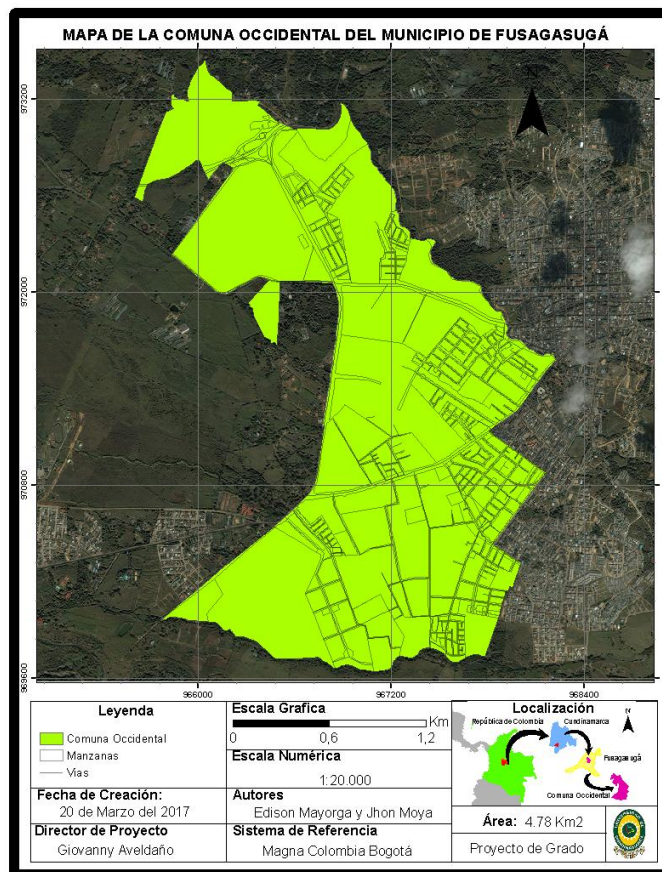 MAPA DE LA COMUNA OCCIDENTAL DEL MUNICIPIO DE FUSAGASUGÁ
N
973200
972000
970800
969600
966000 967200 968400
Leyenda
Comuna Occidental
Manzanas
Vias
Fecha de Creación:
20 de Marzo del 2017
Director de Proyecto
Giovanny Aveldaño
Escala Grafica
Km
0 0,6 1,2
Escala Numérica
1:20.000
Autores
Edison Mayorga y Jhon Moya
Sistema de Referencia
Magna Colombia Bogotá
Localización
República de Colombia
Cundinamarca
N
Fusagasugá
Comuna Occidental
Área: 4.78 Km2
Proyecto de Grado